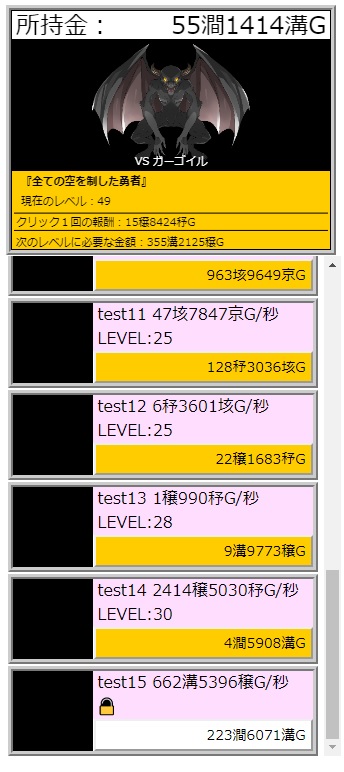 所持金： 55澗1414溝G
VS ガーゴイル
『全ての空を制した勇者』
現在のレベル：49
クリック１回の報酬：15穣8424秄G
次のレベルに必要な金額：355溝2125穣G
963垓9649京G
test11 47垓7847京G/秒
LEVEL:25
128秄3036垓G
test12 6秄3601垓G/秒
LEVEL:25
22穣1683秄G
test13 1穣990秄G/秒
LEVEL:28
9溝9773穣G
test14 2414穣5030秄G/秒
LEVEL:30
4澗5908溝G
test15 662溝5396穣G/秒
223澗6071溝G